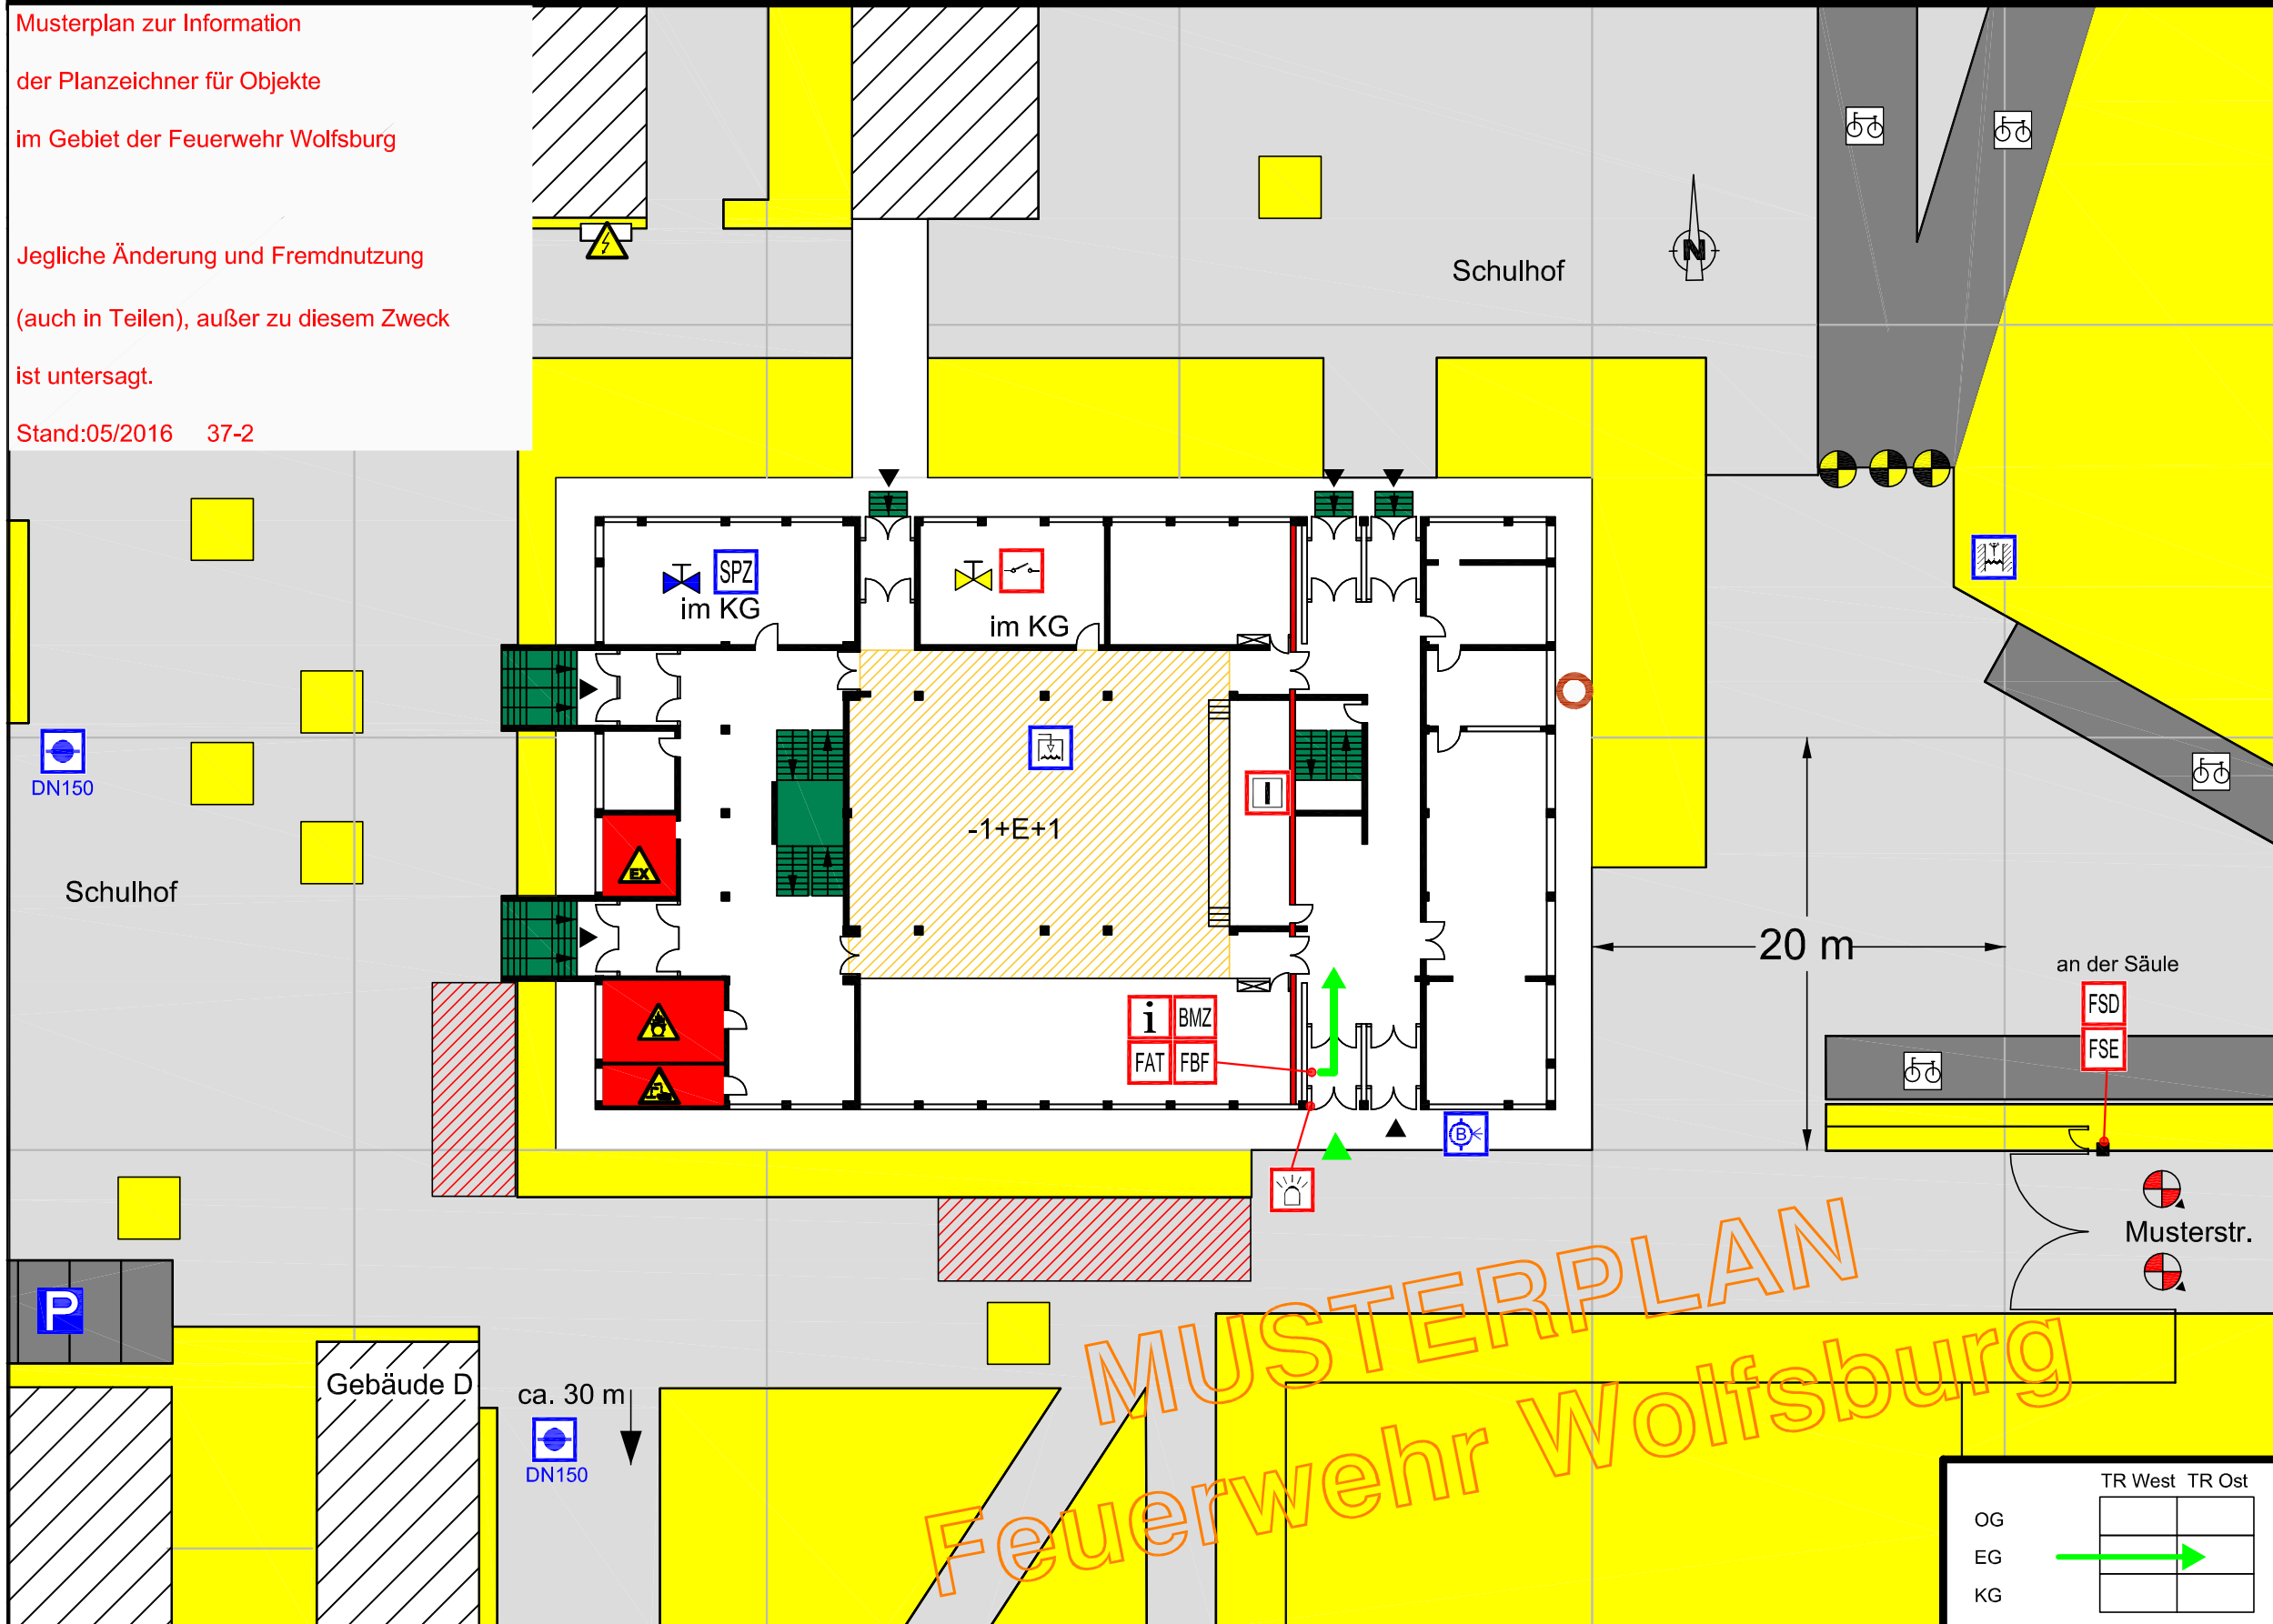 Musterplan zur Information
der Planzeichner für Objekte
im Gebiet der Feuerwehr Wolfsburg
Jegliche Änderung und Fremdnutzung
(auch in Teilen), außer zu diesem Zweck
ist untersagt.
Stand:05/2016 37-2
Schulhof
N
SPZ
im KG
im KG
DN150
-1+E+1
EX
Schulhof
20 m
an der Säule
FSD
FSE
i BMZ
FAT FBF
B
Musterstr.
P
Gebäude D
ca. 30 m
DN150
MUSTERPLAN
Feuerwehr Wolfsburg
TR West TR Ost
OG
EG
KG